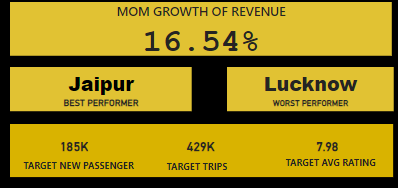 MOM GROWTH OF REVENUE
16.54%
Jaipur Lucknow
BEST PERFORMER WORST PERFORMER
185K 429K 7.98
TARGET NEW PASSENGER TARGET TRIPS TARGET AVG RATING